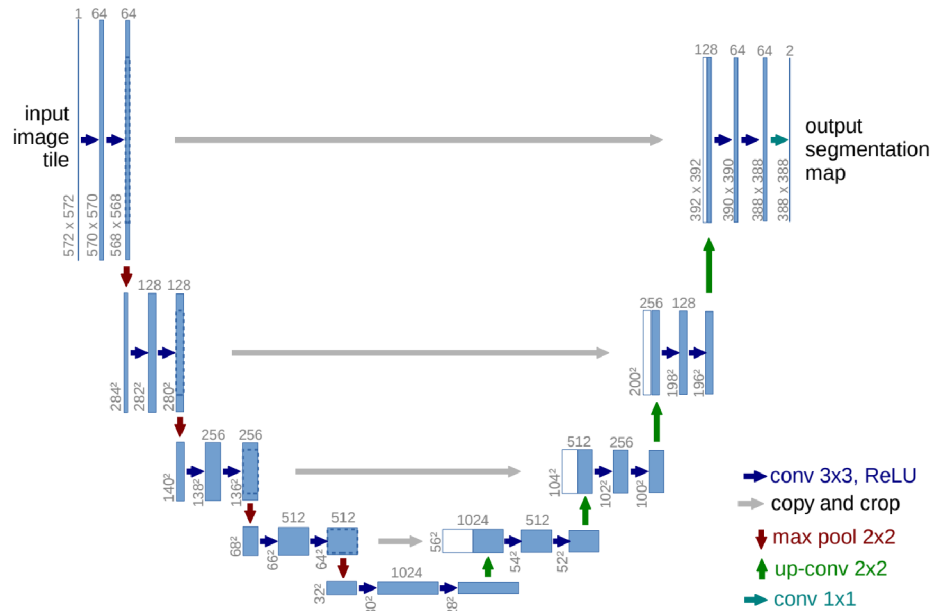 1
64
64
128
64
64
2
input
image
tile
output
segmentation
map
572 x 572
570 x 570
568 x 568
392 x 392
390 x 390
388 x 388
388 x 388
128
128
256
128
284²
282²
280²
200²
198²
196²
256
256
512
256
140²
138²
136²
104²
102²
100²
512
512
1024
512
68²
66²
64²
56²
54²
52²
1024
32²
30²
28²
conv 3x3, ReLU
copy and crop
max pool 2x2
up-conv 2x2
conv 1x1